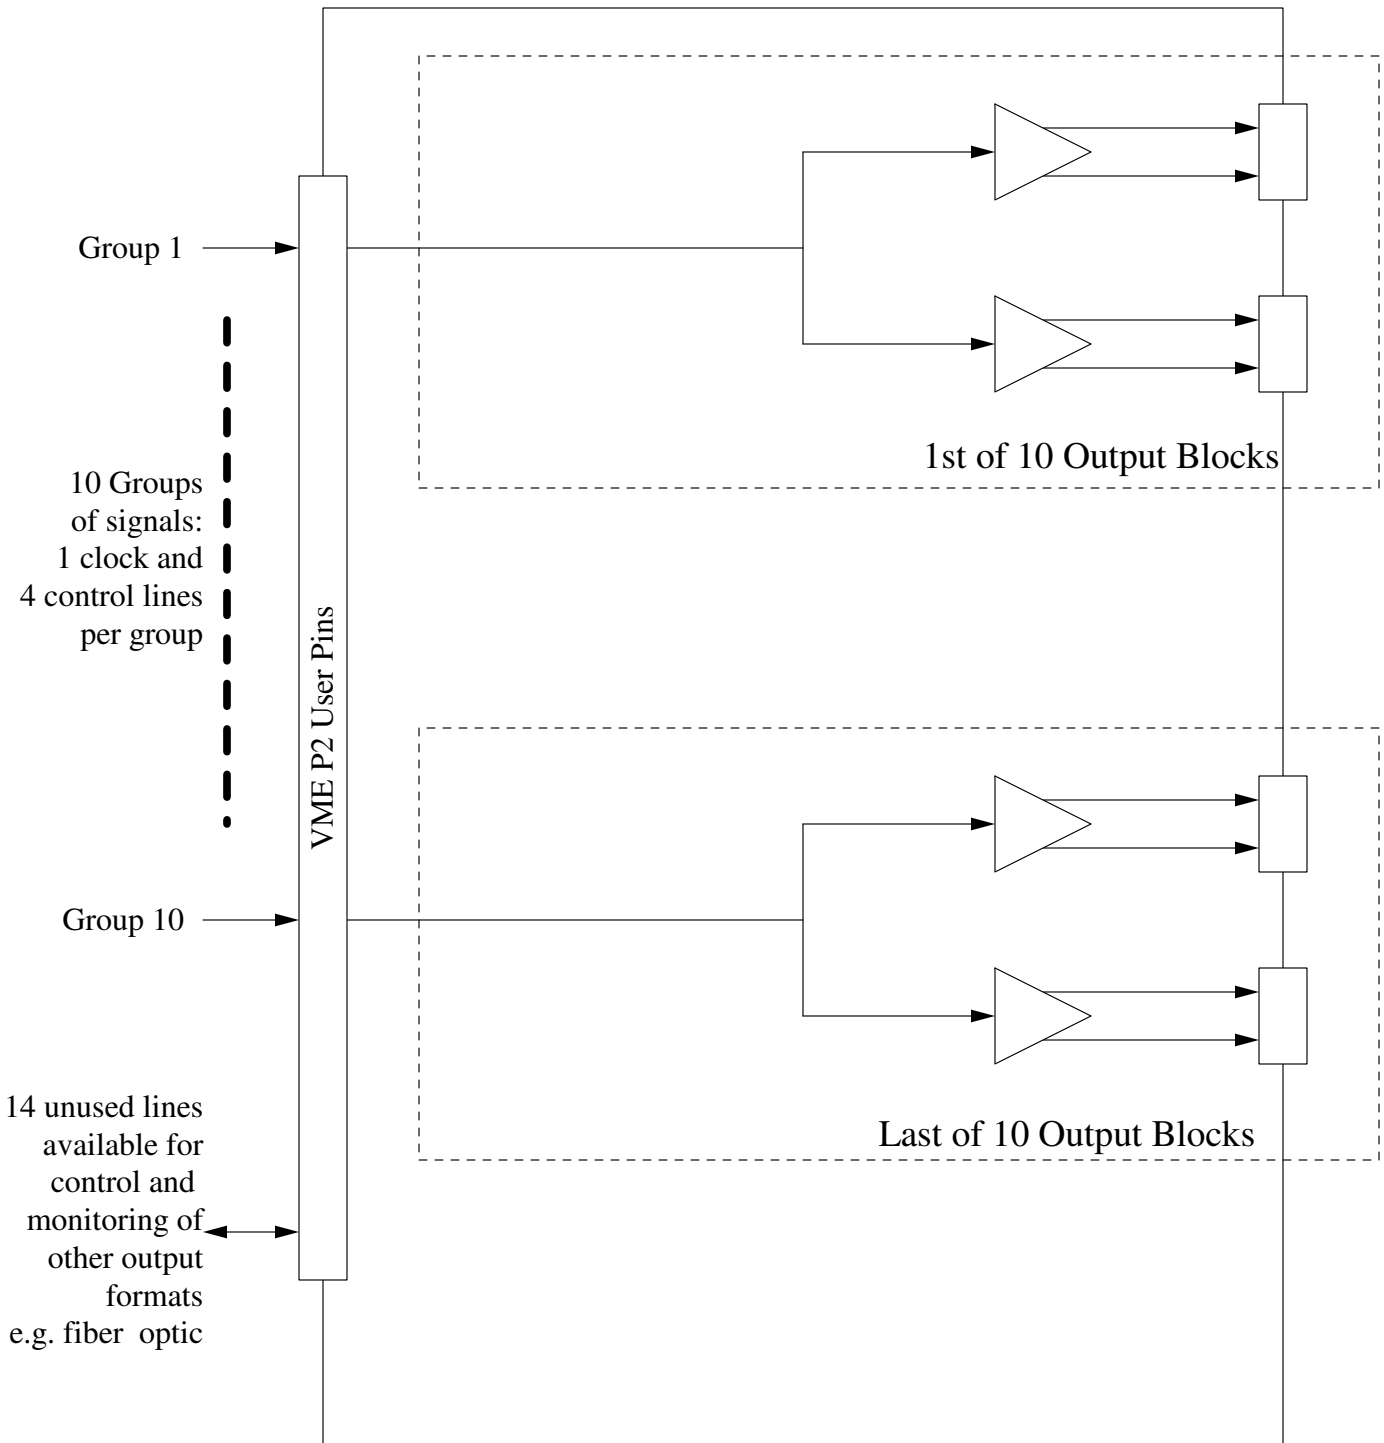 Group 1
1st of 10 Output Blocks
10 Groups
of signals:
1 clock and
4 control lines
per group
VME P2 User Pins
Group 10
14 unused lines
available for
control and
monitoring of
other output
formats
e.g. fiber optic
Last of 10 Output Blocks